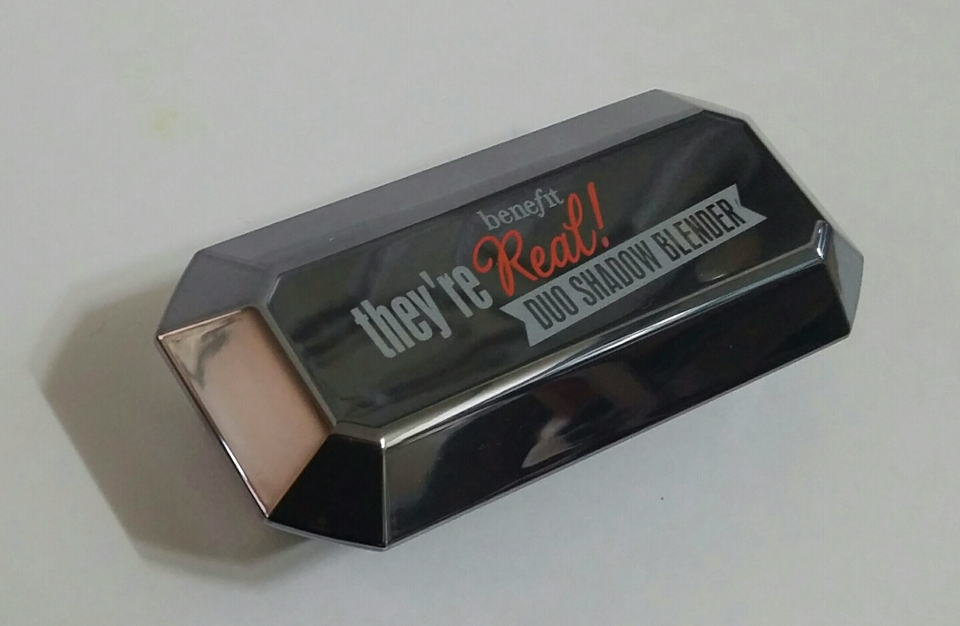 benefit
they're Real!
DUO SHADOW BLENDER